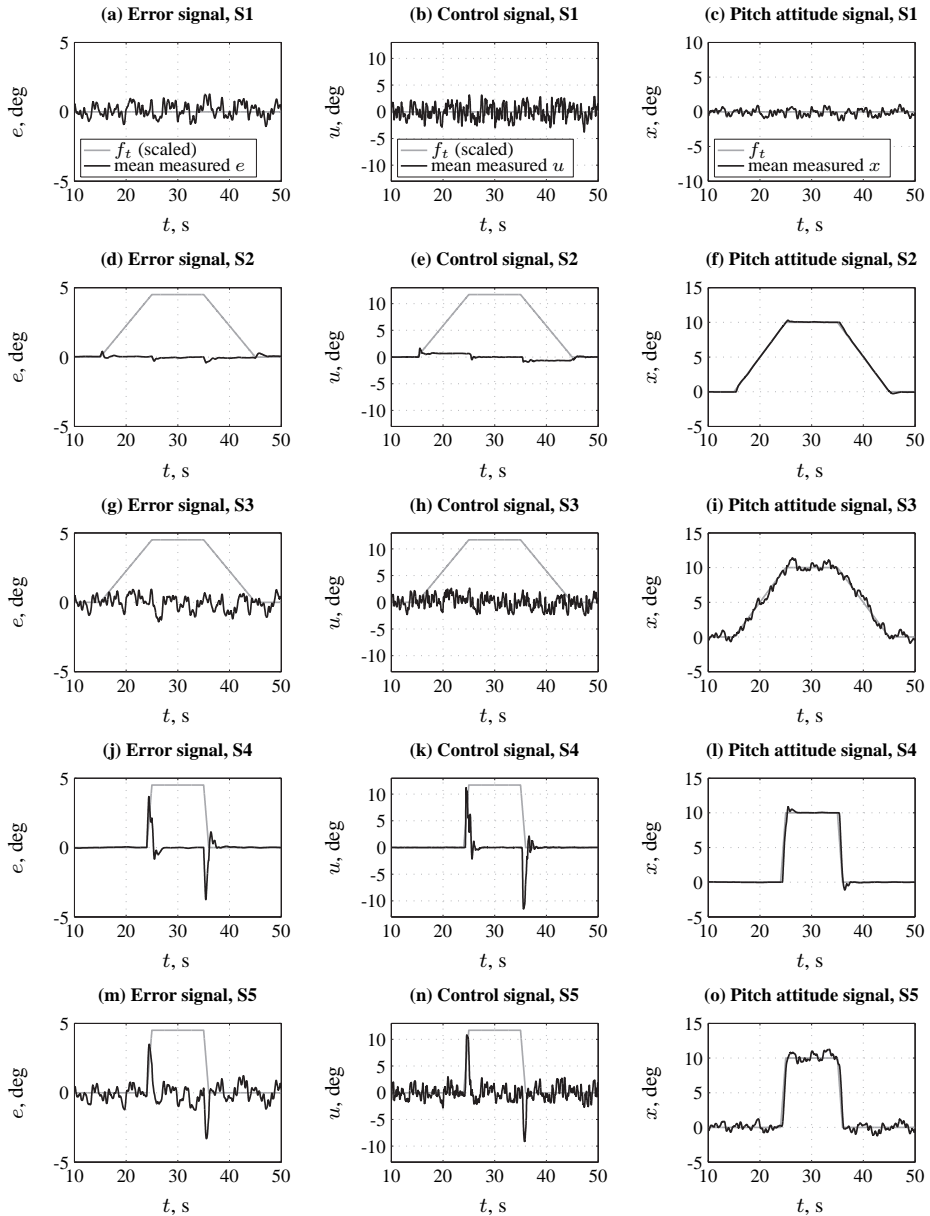 (a) Error signal, S1
(b) Control signal, S1
(c) Pitch attitude signal, S1
5
0
-5
e, deg
10 20 30 40 50
t, s
f_t (scaled)
mean measured e
10
5
0
-5
-10
u, deg
10 20 30 40 50
t, s
f_t (scaled)
mean measured u
10
5
0
-5
-10
x, deg
10 20 30 40 50
t, s
f_t
mean measured x
(d) Error signal, S2
(e) Control signal, S2
(f) Pitch attitude signal, S2
5
0
-5
e, deg
10 20 30 40 50
t, s
10
5
0
-5
-10
u, deg
10 20 30 40 50
t, s
15
10
5
0
-5
x, deg
10 20 30 40 50
t, s
(g) Error signal, S3
(h) Control signal, S3
(i) Pitch attitude signal, S3
5
0
-5
e, deg
10 20 30 40 50
t, s
10
5
0
-5
-10
u, deg
10 20 30 40 50
t, s
15
10
5
0
-5
x, deg
10 20 30 40 50
t, s
(j) Error signal, S4
(k) Control signal, S4
(l) Pitch attitude signal, S4
5
0
-5
e, deg
10 20 30 40 50
t, s
10
5
0
-5
-10
u, deg
10 20 30 40 50
t, s
15
10
5
0
-5
x, deg
10 20 30 40 50
t, s
(m) Error signal, S5
(n) Control signal, S5
(o) Pitch attitude signal, S5
5
0
-5
e, deg
10 20 30 40 50
t, s
10
5
0
-5
-10
u, deg
10 20 30 40 50
t, s
15
10
5
0
-5
x, deg
10 20 30 40 50
t, s